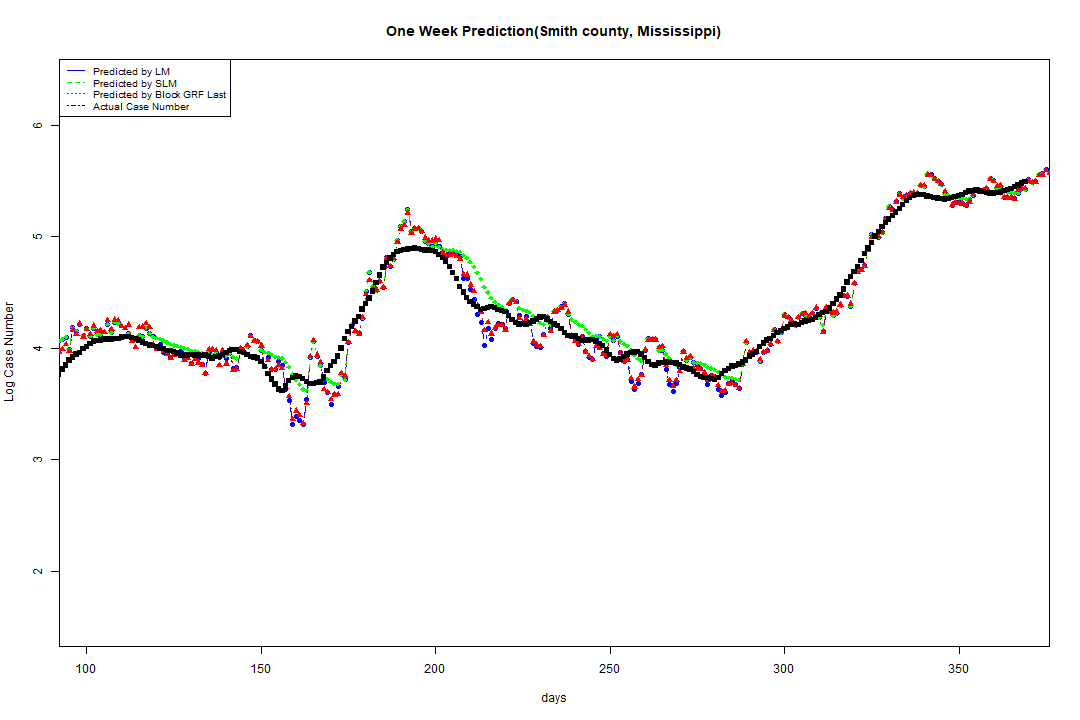 One Week Prediction(Smith county, Mississippi)
Predicted by LM
Predicted by SLM
Predicted by Block GRF Last
Actual Case Number
6
5
4
3
2
Log Case Number
100 150 200 250 300 350
days